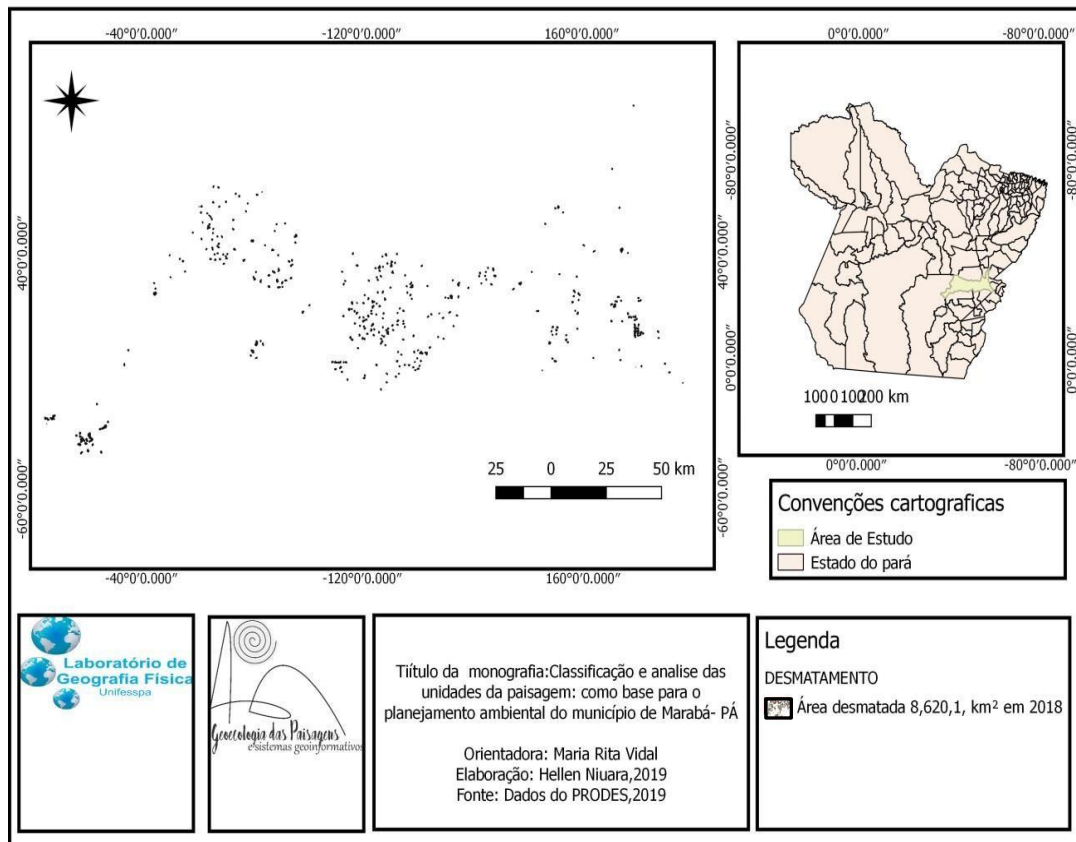 -40°0'0.000"
-120°0'0.000"
160°0'0.000"
40°0'0.000"
-60°0'0.000"
25 0 25 50 km
-40°0'0.000"
-120°0'0.000"
160°0'0.000"
0°0'0.000"
-80°0'0.000"
-80°0'0.000"
40°0'0.000"
0°0'0.000"
-60°0'0.000"
-80°0'0.000"
0°0'0.000"
100 0 100 200 km
0°0'0.000"
-80°0'0.000"
Convenções cartograficas
Área de Estudo
Estado do pará
Laboratório de
Geografia Física
Unifesspa
Geoecologia das Paisagens
e sistemas geoinformativos
Tiítulo da monografia:Classificação e analise das
unidades da paisagem: como base para o
planejamento ambiental do município de Marabá- PÁ
Orientadora: Maria Rita Vidal
Elaboração: Hellen Niuara,2019
Fonte: Dados do PRODES,2019
Legenda
DESMATAMENTO
Área desmatada 8,620,1, km² em 2018